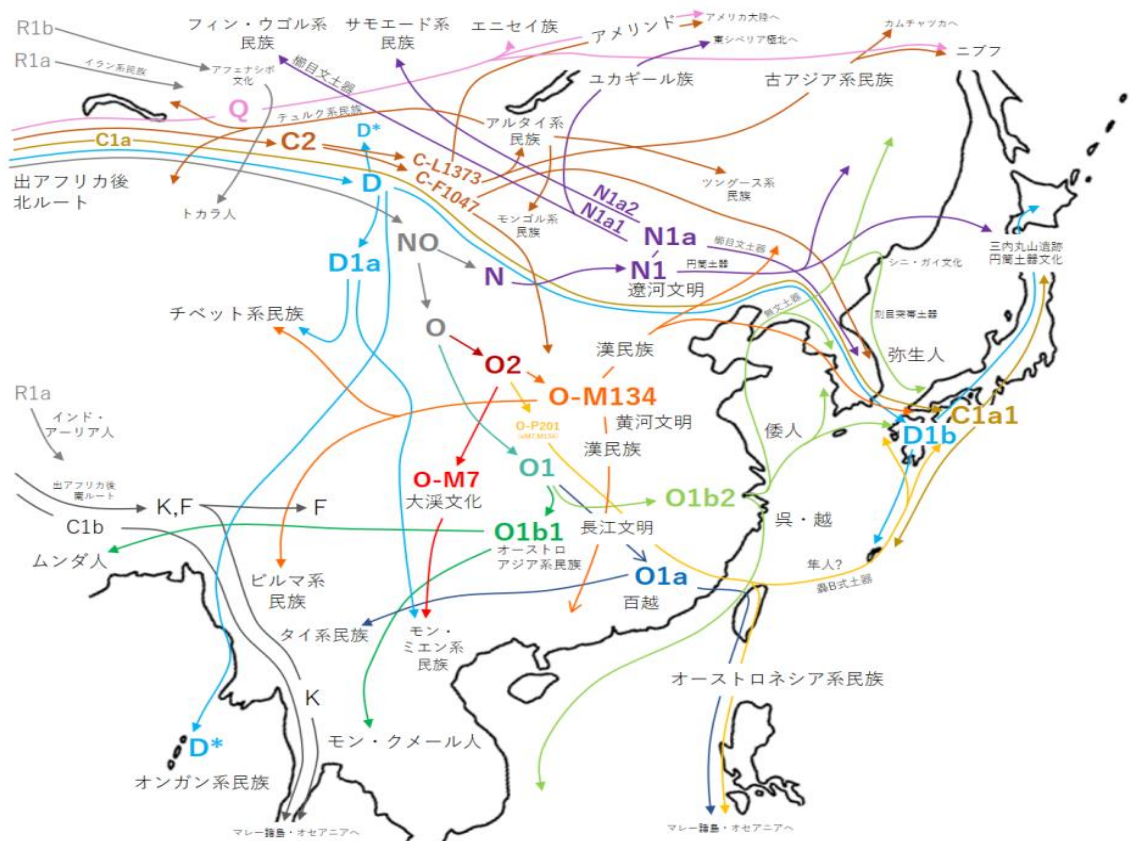 フィン・ウゴル系
民族
サモエード系
民族
エニセイ族
アメリンド
アメリカ大陸へ
カムチャツカへ
R1b
R1a
イラン系民族
アフェナシボ
文化
櫛目文土器
東シベリア極北へ
ユカギール族
古アジア系民族
ニブフ
Q
チュルク系民族
D*
アルタイ系
民族
C1a
C2
C-L1373
C-F1047
出アフリカ後
北ルート
D
トカラ人
モンゴル系
民族
ツングース系
民族
N1a2
N1a1
NO
N1a
櫛目文土器
D1a
N
N1
円筒土器
遼河文明
シニ・ガイ文化
三内丸山遺跡
円筒土器文化
チベット系民族
O
無文土器
刻目突帯土器
漢民族
弥生人
O2
O-M134
黄河文明
漢民族
O-P201
C1a1
D1b
倭人
R1a
インド・
アーリア人
O-M7
大渓文化
O1
出アフリカ後
南ルート
K,F
F
C1b
O1b2
長江文明
呉・越
O1b1
オーストロ
アジア系民族
ムンダ人
ビルマ系
民族
O1a
百越
隼人?
轟B式土器
タイ系民族
モン・
ミエン系
民族
オーストロネシア系民族
K
D*
オンガン系民族
モン・クメール人
マレー諸島・オセアニアへ
マレー諸島・オセアニアへ